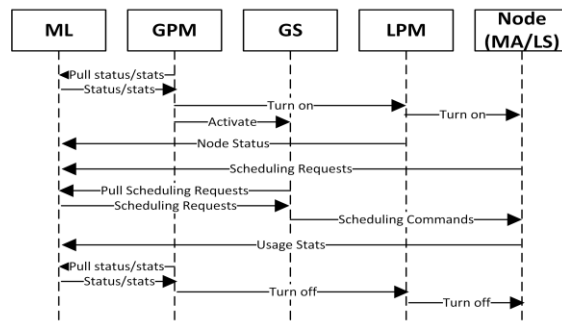 ML
GPM
GS
LPM
Node
(MA/LS)
Pull status/stats
Status/stats
Turn on
Turn on
Activate
Node Status
Scheduling Requests
Pull Scheduling Requests
Scheduling Requests
Scheduling Commands
Usage Stats
Pull status/stats
Status/stats
Turn off
Turn off